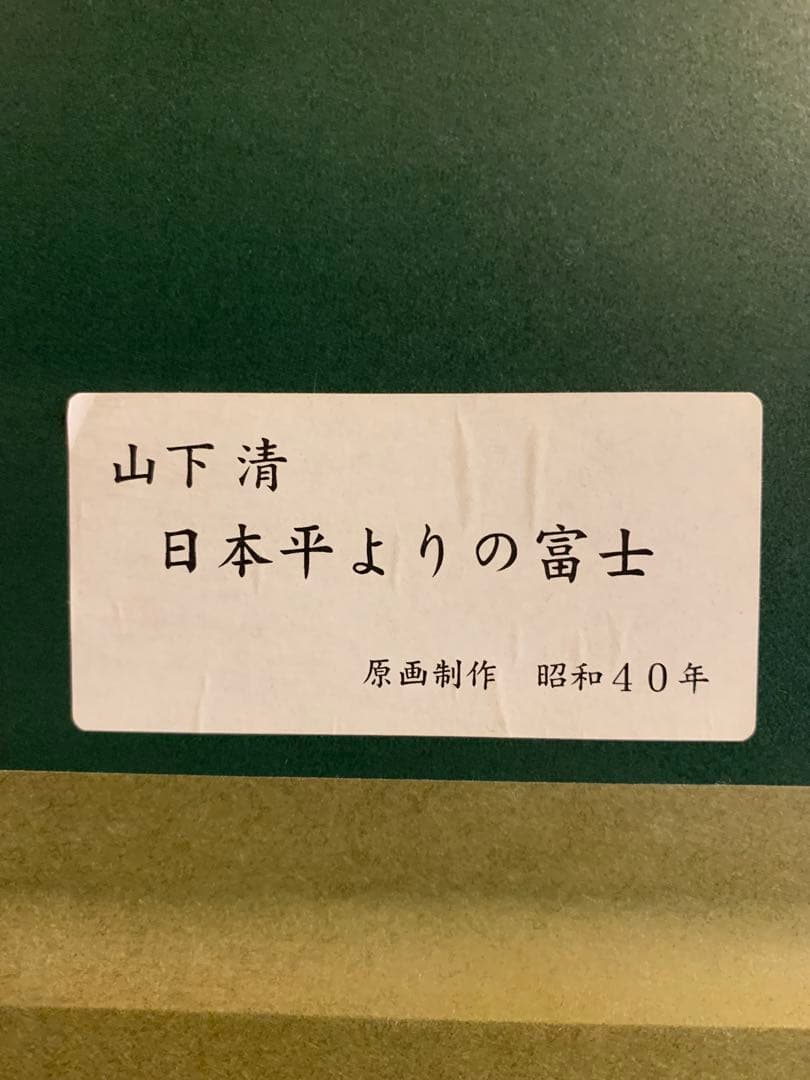 山下 清
日本平よりの富士
原画制作　昭和４０年